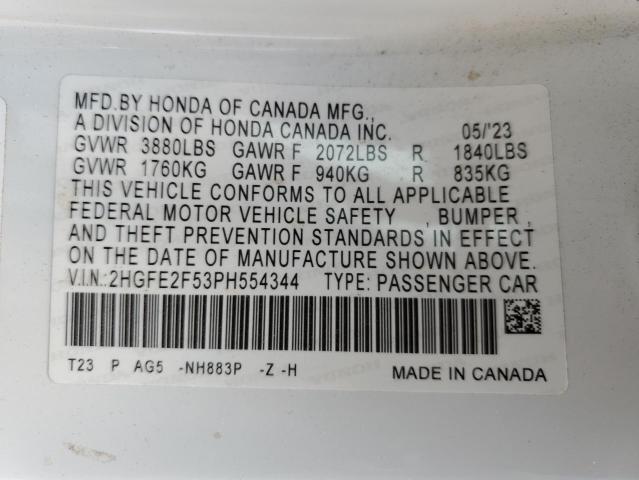 MFD.BY HONDA OF CANADA MFG.,
A DIVISION OF HONDA CANADA INC. 05/'23
GVWR 3880LBS GAWR F 2072LBS R 1840LBS
GVWR 1760KG GAWR F 940KG R 835KG
THIS VEHICLE CONFORMS TO ALL APPLICABLE
FEDERAL MOTOR VEHICLE SAFETY , BUMPER ,
AND THEFT PREVENTION STANDARDS IN EFFECT
ON THE DATE OF MANUFACTURE SHOWN ABOVE.
V.I.N.:2HGFE2F53PH554344 TYPE: PASSENGER CAR
T23 P AG5 -NH883P -Z -H MADE IN CANADA